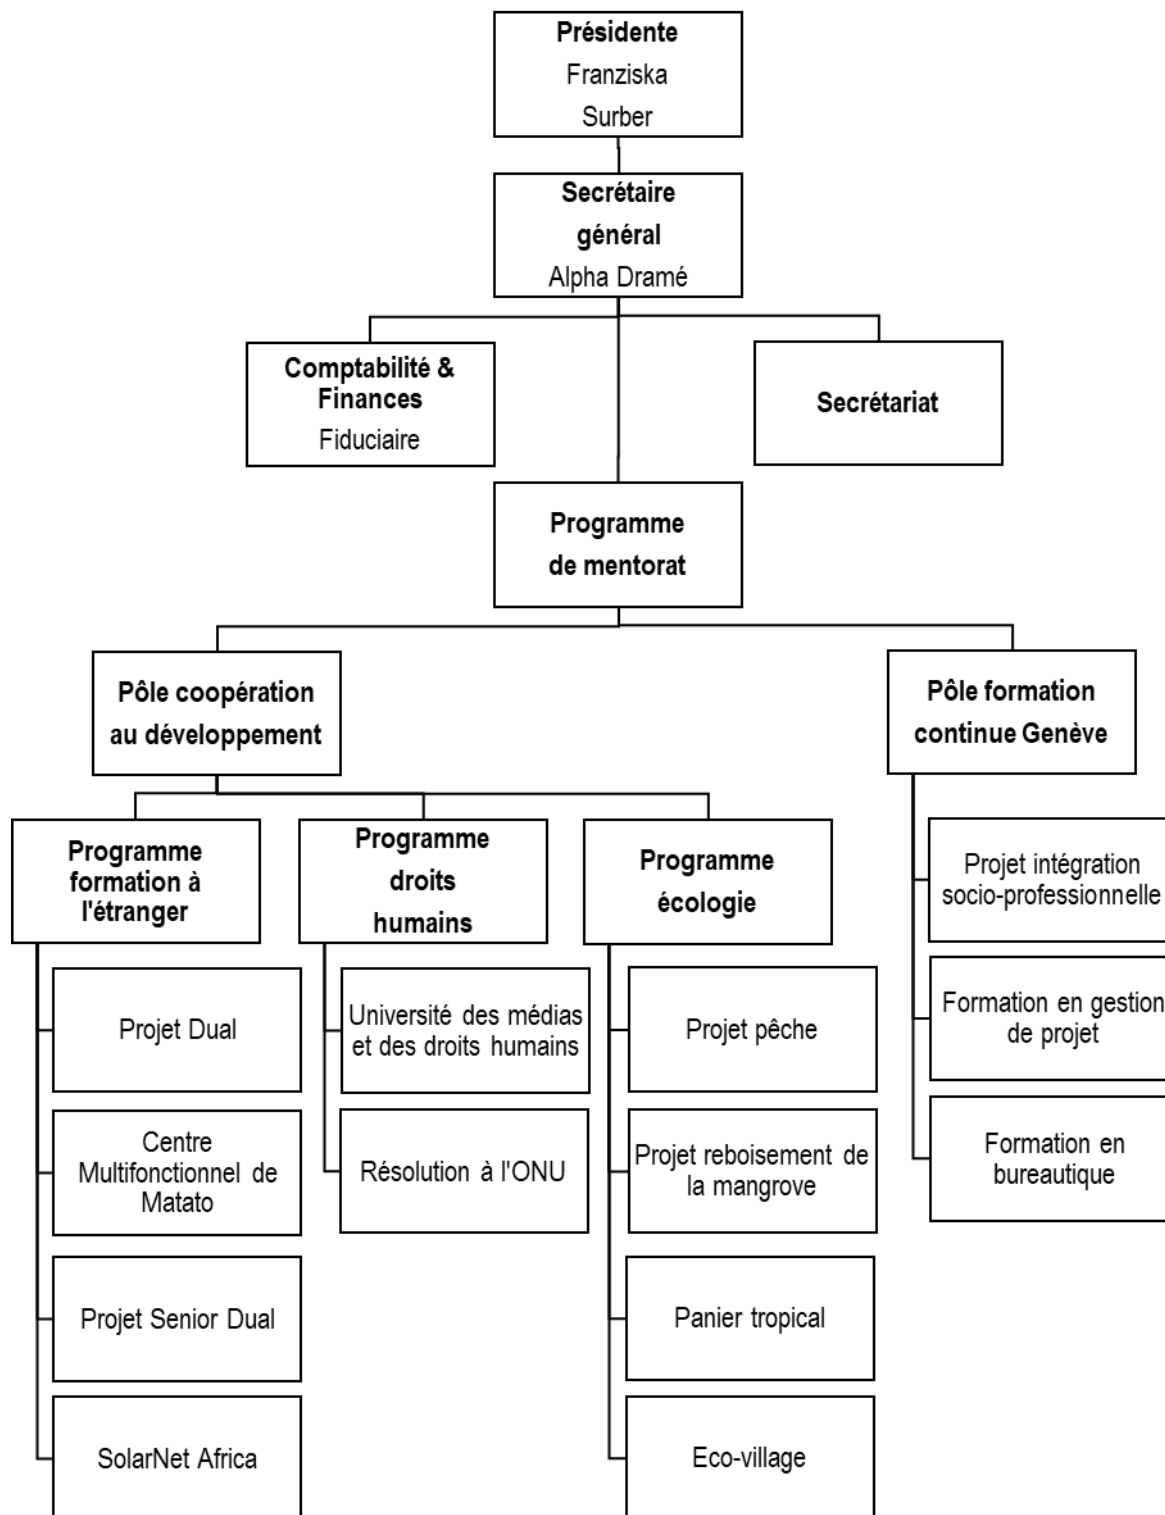 Présidente
Franziska
Surber
Secrétaire
général
Alpha Dramé
Comptabilité &
Finances
Fiduciaire
Secrétariat
Programme
de mentorat
Pôle coopération
au développement
Pôle formation
continue Genève
Programme
formation à
l'étranger
Projet Dual
Centre
Multifonctionnel de
Matato
Projet Senior Dual
SolarNet Africa
Programme
droits
humains
Université des médias
et des droits humains
Résolution à l'ONU
Programme
écologie
Projet pêche
Projet reboisement de
la mangrove
Panier tropical
Eco-village
Projet intégration
socio-professionnelle
Formation en gestion
de projet
Formation en
bureautique